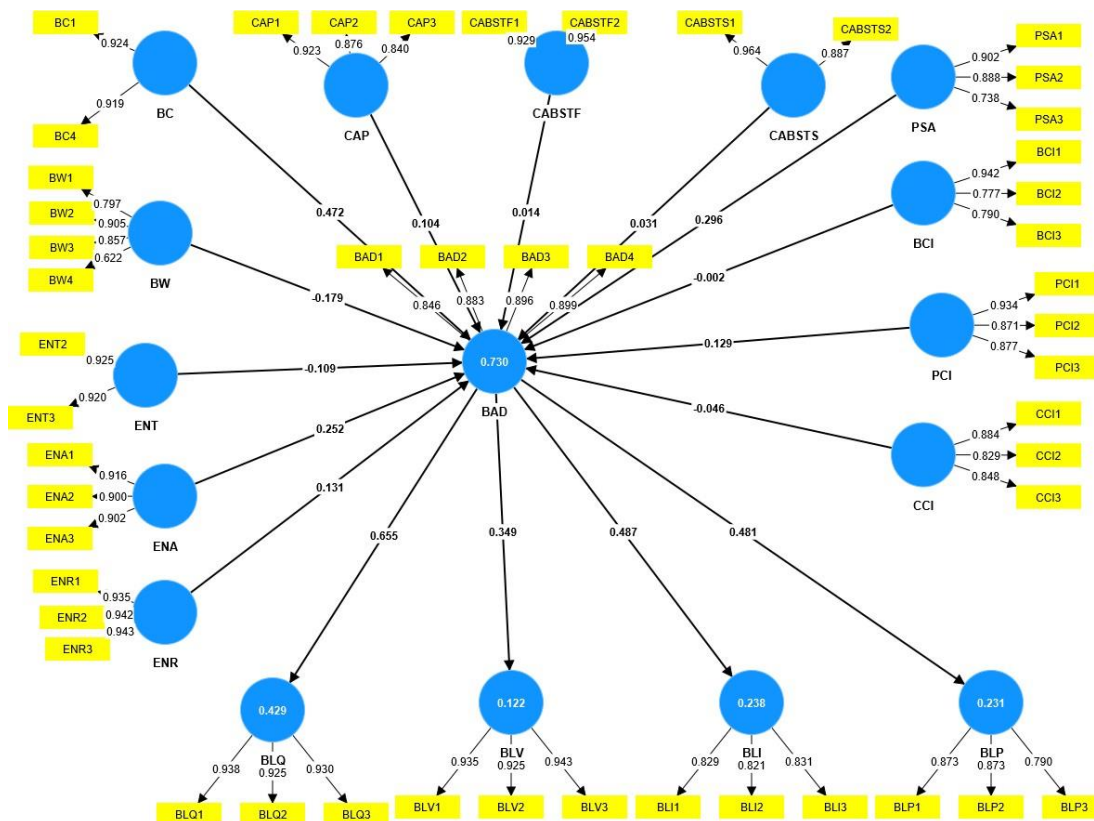 BC1
0.924
0.919
BC4
BC
CAP1
CAP2
CAP3
0.923
0.876
0.840
CAP
CABSTF1
CABSTF2
0.929
0.954
CABSTF
CABSTS1
CABSTS2
0.964
0.887
CABSTS
PSA1
PSA2
PSA3
0.902
0.888
0.738
PSA
BW1
BW2
BW3
BW4
0.797
0.905
0.857
0.622
BW
BCI1
BCI2
BCI3
0.942
0.777
0.790
BCI
0.472
0.104
0.014
0.031
0.296
-0.002
-0.179
BAD1
BAD2
BAD3
BAD4
0.846
0.883
0.896
0.899
0.730
BAD
PCI1
PCI2
PCI3
0.934
0.871
0.877
PCI
0.129
ENT2
ENT3
0.925
0.920
ENT
-0.109
-0.046
CCI1
CCI2
CCI3
0.884
0.829
0.848
CCI
ENA1
ENA2
ENA3
0.916
0.900
0.902
ENA
0.252
0.131
ENR1
ENR2
ENR3
0.935
0.942
0.943
ENR
0.655
0.349
0.487
0.481
0.429
BLQ
0.938
0.925
0.930
BLQ1
BLQ2
BLQ3
0.122
BLV
0.935
0.925
0.943
BLV1
BLV2
BLV3
0.238
BLI
0.829
0.821
0.831
BLI1
BLI2
BLI3
0.231
BLP
0.873
0.873
0.790
BLP1
BLP2
BLP3